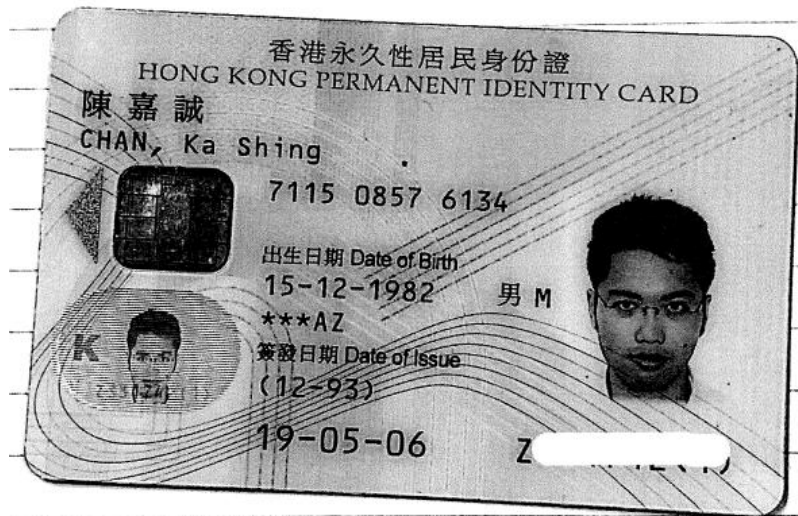 香港永久性居民身份證
HONG KONG PERMANENT IDENTITY CARD
陳嘉誠
CHAN, Ka Shing
7115 0857 6134
出生日期 Date of Birth
15-12-1982
男 M
***AZ
簽發日期 Date of Issue
(12-93)
19-05-06
K
Z